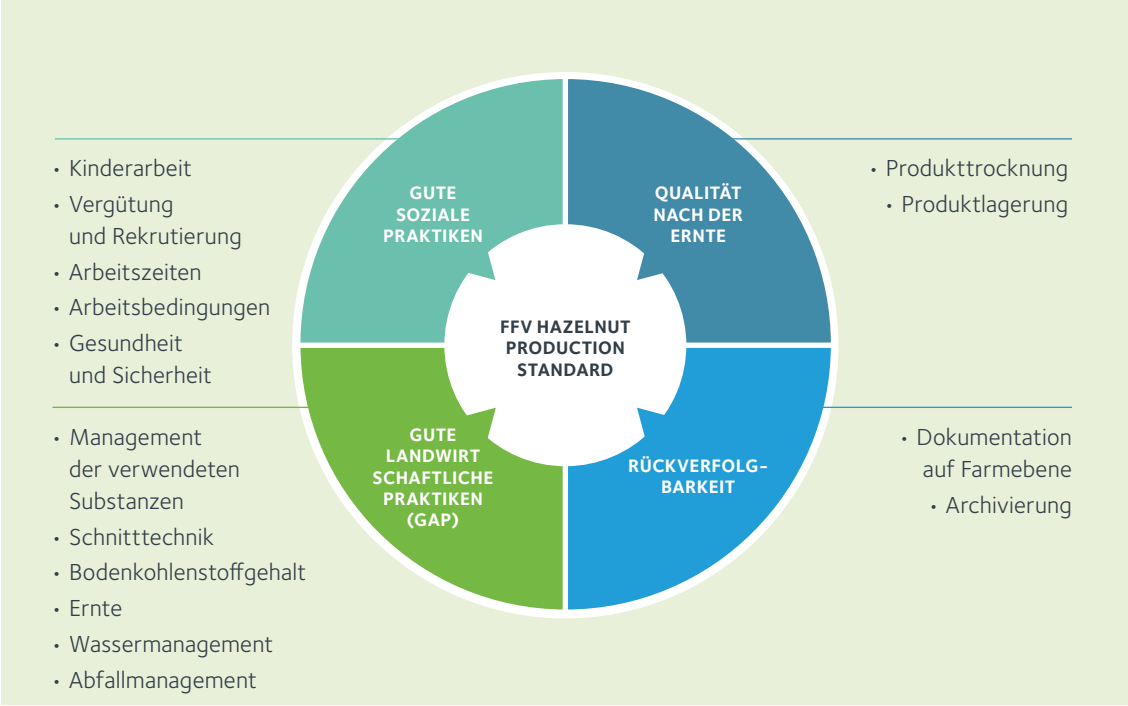 GUTE
SOZIALE
PRAKTIKEN
• Kinderarbeit
• Vergütung
und Rekrutierung
• Arbeitszeiten
• Arbeitsbedingungen
• Gesundheit
und Sicherheit
QUALITÄT
NACH DER
ERNTE
• Produkttrocknung
• Produktlagerung
FFV HAZELNUT
PRODUCTION
STANDARD
GUTE
LANDWIRT
SCHAFTLICHE
PRAKTIKEN
(GAP)
• Management
der verwendeten
Substanzen
• Schnitttechnik
• Bodenkohlenstoffgehalt
• Ernte
• Wassermanagement
• Abfallmanagement
RÜCKVERFOLG-
BARKEIT
• Dokumentation
auf Farmebene
• Archivierung